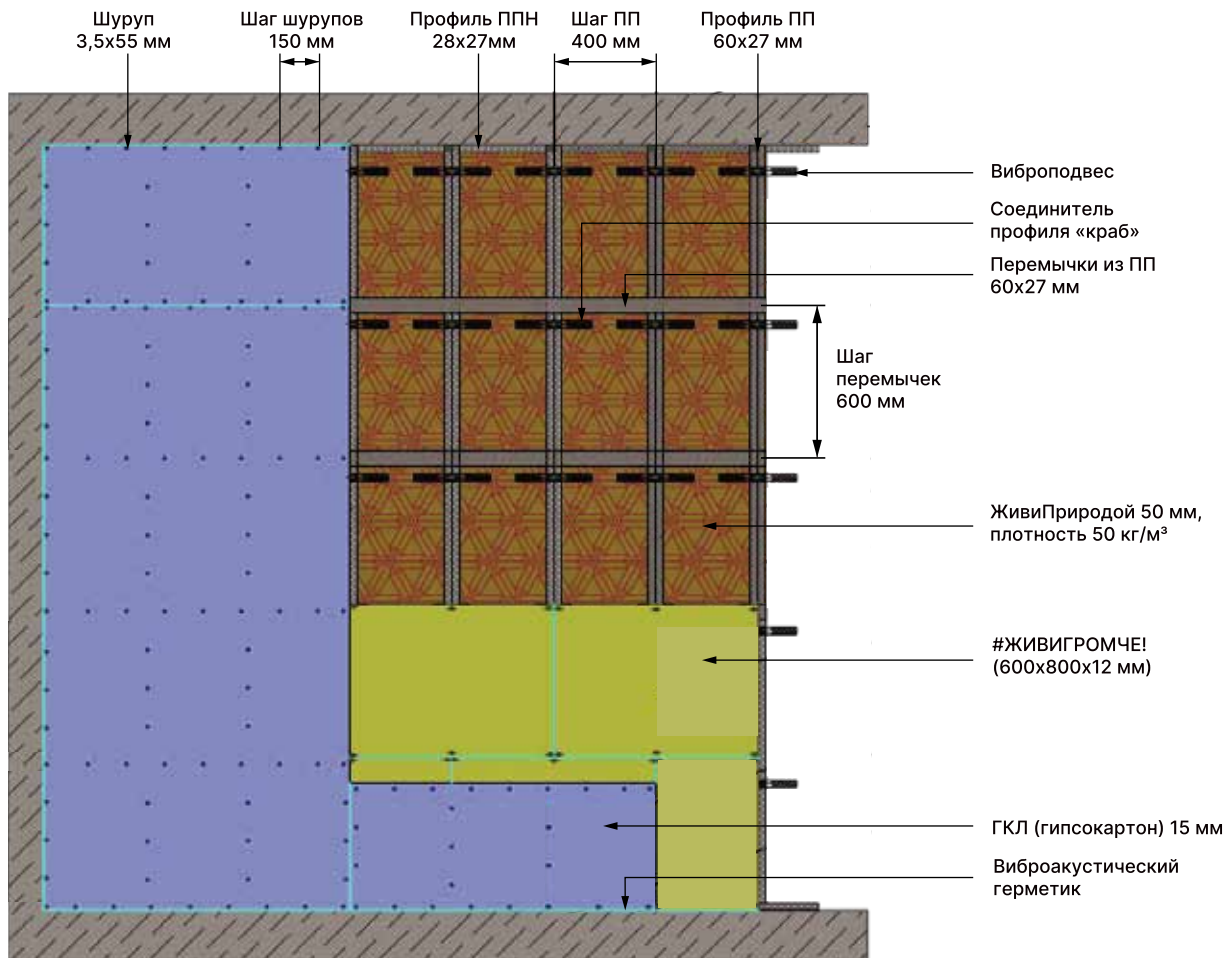 Шуруп
3,5х55 мм
Шаг шурупов
150 мм
Профиль ППН
28х27мм
Шаг ПП
400 мм
Профиль ПП
60х27 мм
Виброподвес
Соединитель
профиля «краб»
Перемычки из ПП
60х27 мм
Шаг
перемычек
600 мм
ЖивиПриродой 50 мм,
плотность 50 кг/м³
#ЖИВИГРОМЧЕ!
(600х800х12 мм)
ГКЛ (гипсокартон) 15 мм
Виброакустический
герметик